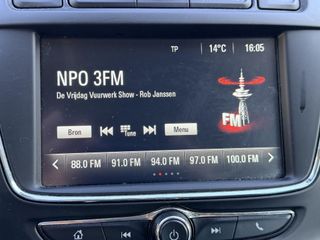 TP 14°C 16:05
NPO 3FM
De Vrijdag Vuurwerk Show - Rob Janssen
FM
Bron Tune Menu
88.0 FM 91.0 FM 94.0 FM 97.0 FM 100.0 FM